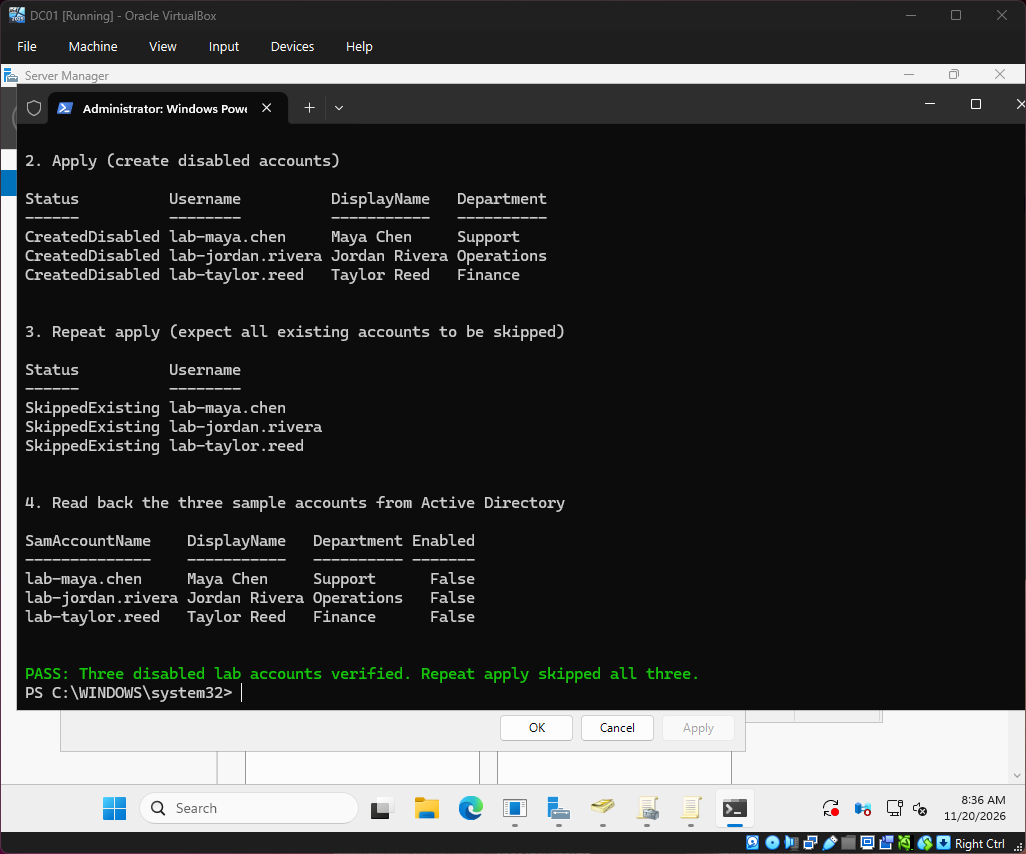 DC01 [Running] - Oracle VirtualBox
File Machine View Input Devices Help
Server Manager
Administrator: Windows Powe
2. Apply (create disabled accounts)
Status Username DisplayName Department
------ -------- ----------- ----------
CreatedDisabled lab-maya.chen Maya Chen Support
CreatedDisabled lab-jordan.rivera Jordan Rivera Operations
CreatedDisabled lab-taylor.reed Taylor Reed Finance
3. Repeat apply (expect all existing accounts to be skipped)
Status Username
------ --------
SkippedExisting lab-maya.chen
SkippedExisting lab-jordan.rivera
SkippedExisting lab-taylor.reed
4. Read back the three sample accounts from Active Directory
SamAccountName DisplayName Department Enabled
-------------- ----------- ---------- -------
lab-maya.chen Maya Chen Support False
lab-jordan.rivera Jordan Rivera Operations False
lab-taylor.reed Taylor Reed Finance False
PASS: Three disabled lab accounts verified. Repeat apply skipped all three.
PS C:\WINDOWS\system32>
OK Cancel Apply
Search
8:36 AM
11/20/2026
Right Ctrl